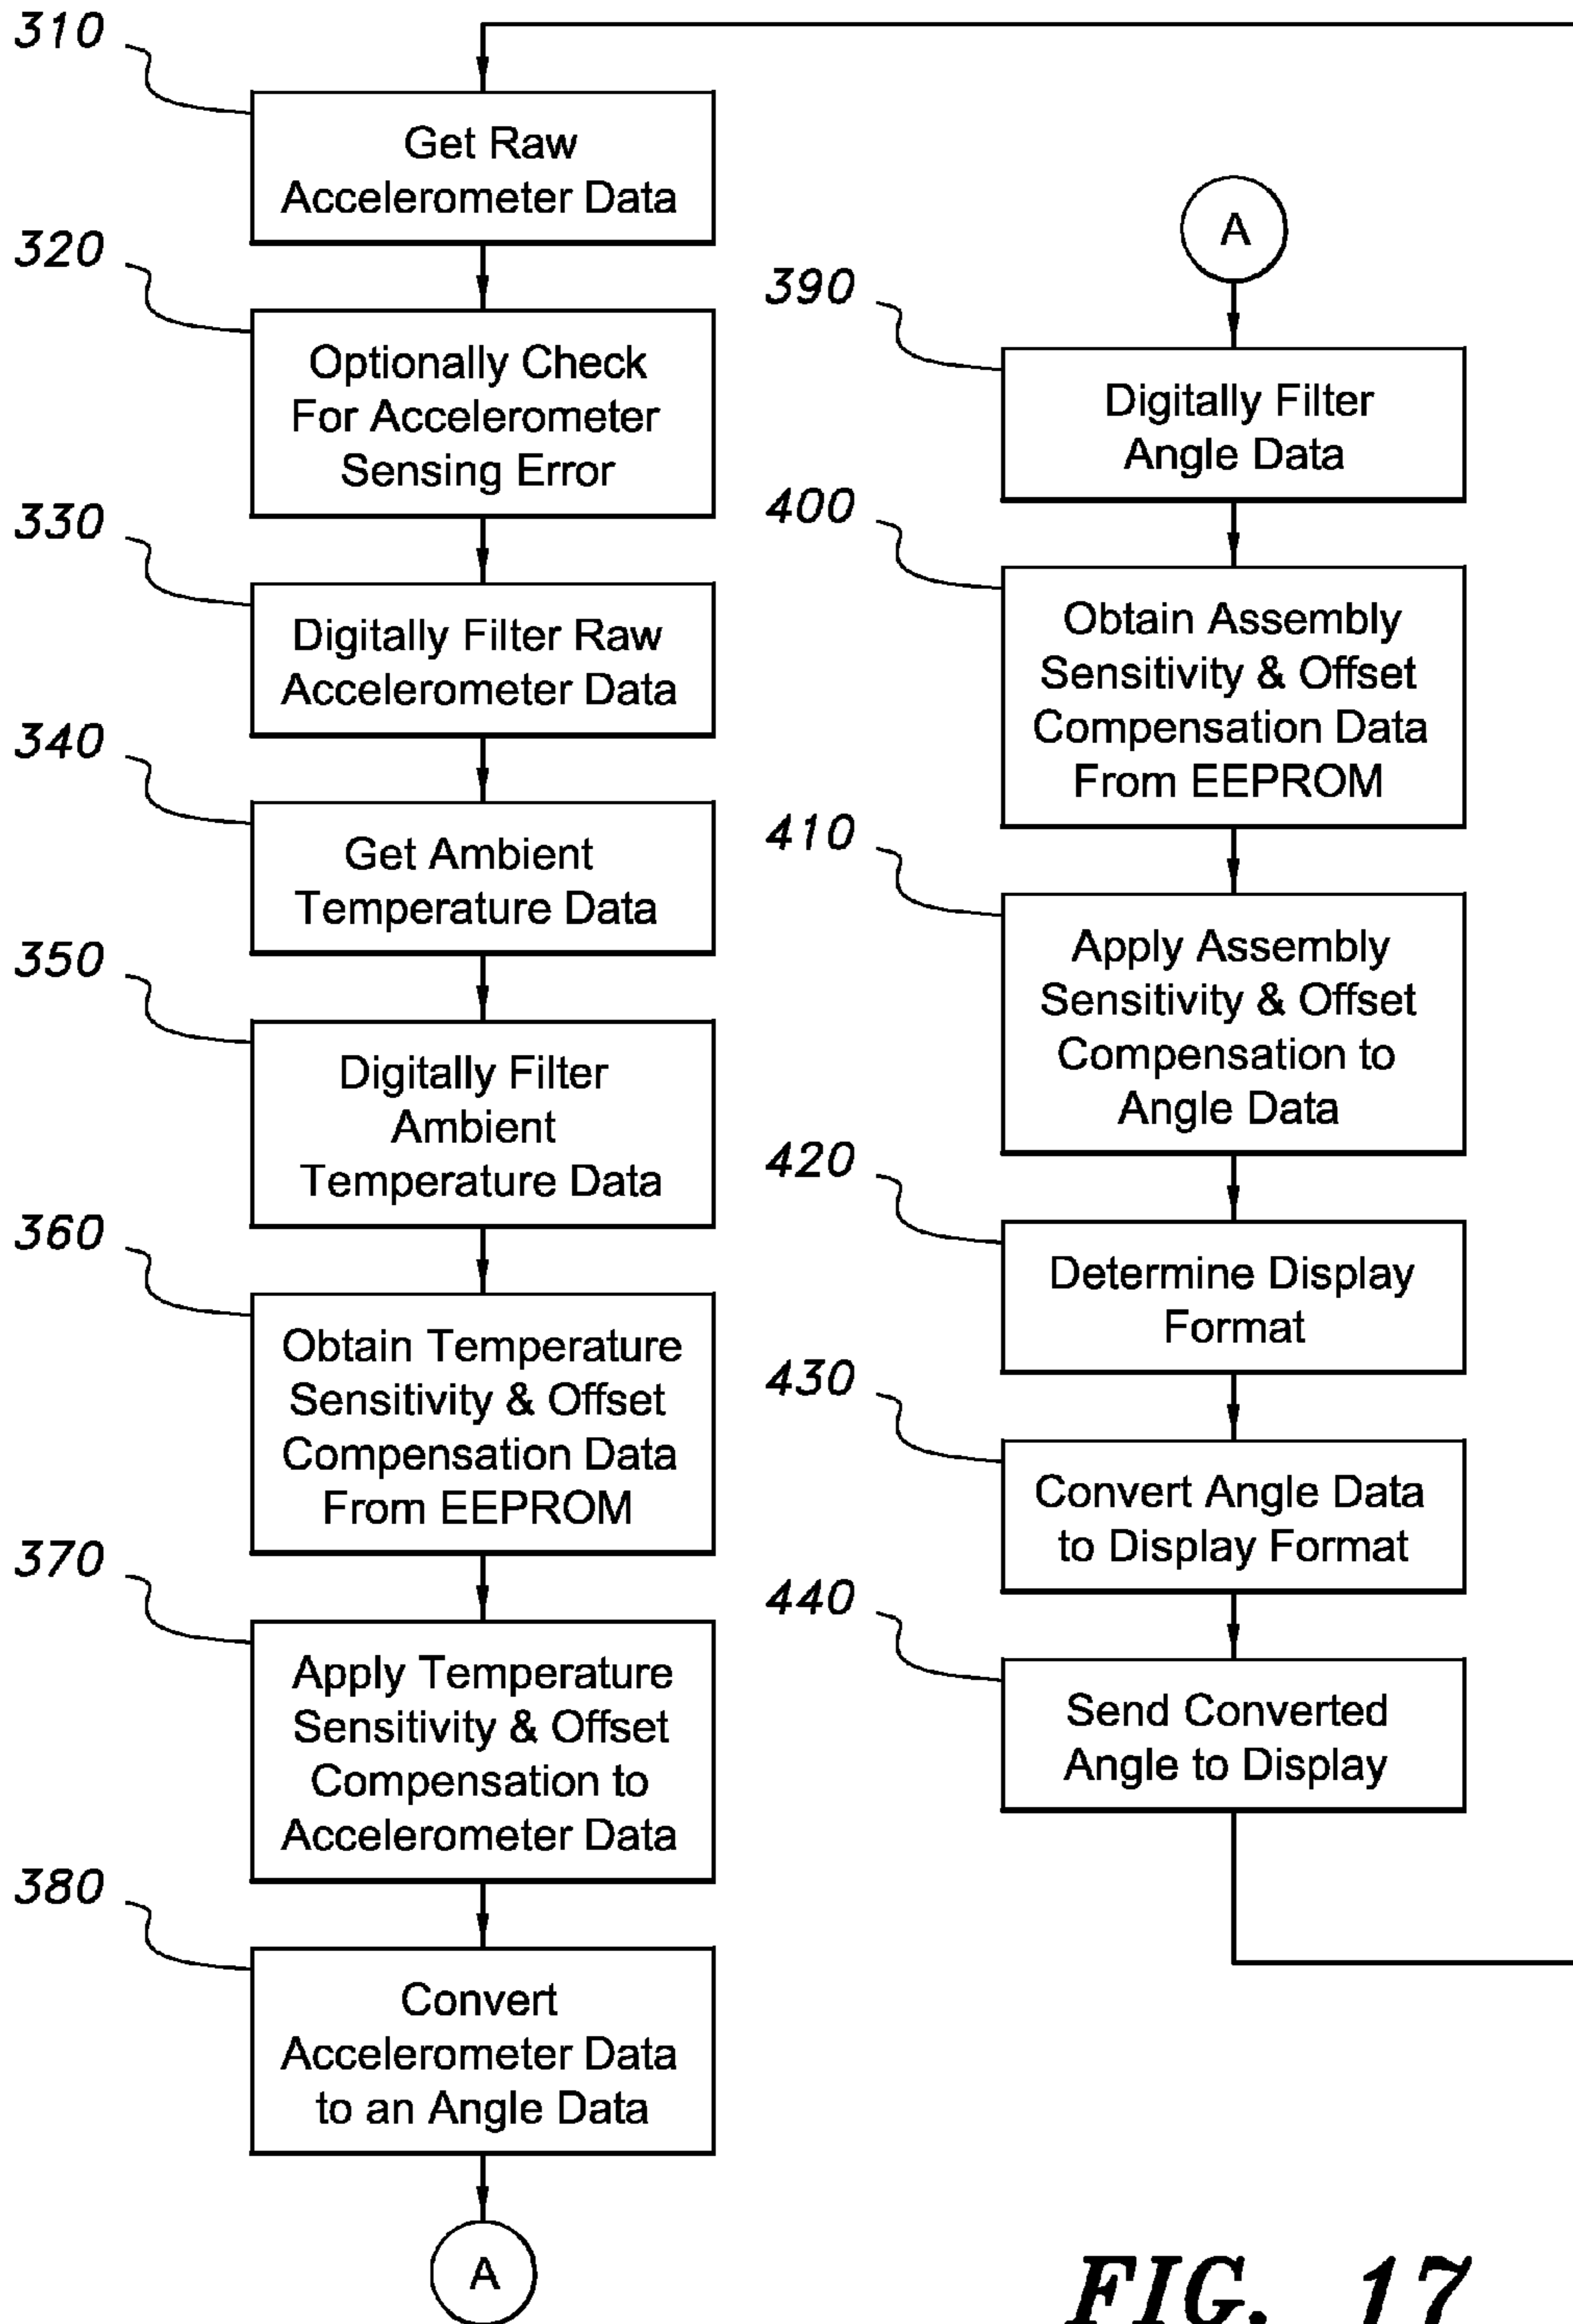 310
Get Raw
Accelerometer Data
320
Optionally Check
For Accelerometer
Sensing Error
330
Digitally Filter Raw
Accelerometer Data
340
Get Ambient
Temperature Data
350
Digitally Filter
Ambient
Temperature Data
360
Obtain Temperature
Sensitivity & Offset
Compensation Data
From EEPROM
370
Apply Temperature
Sensitivity & Offset
Compensation to
Accelerometer Data
380
Convert
Accelerometer Data
to an Angle Data
A
A
390
Digitally Filter
Angle Data
400
Obtain Assembly
Sensitivity & Offset
Compensation Data
From EEPROM
410
Apply Assembly
Sensitivity & Offset
Compensation to
Angle Data
420
Determine Display
Format
430
Convert Angle Data
to Display Format
440
Send Converted
Angle to Display
FIG. 17